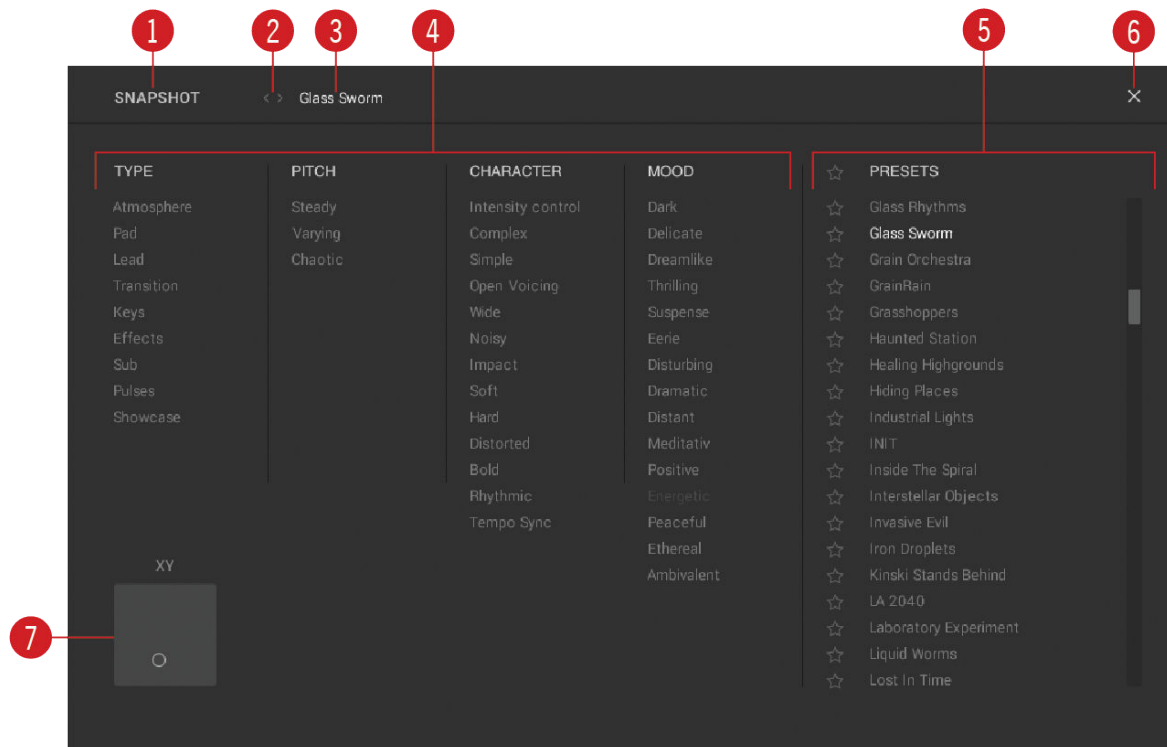 1 2 3 4 5 6
SNAPSHOT < > Glass Sworm ×
TYPE
Atmosphere
Pad
Lead
Transition
Keys
Effects
Sub
Pulses
Showcase
PITCH
Steady
Varying
Chaotic
CHARACTER
Intensity control
Complex
Simple
Open Voicing
Wide
Noisy
Impact
Soft
Hard
Distorted
Bold
Rhythmic
Tempo Sync
MOOD
Dark
Delicate
Dreamlike
Thrilling
Suspense
Eerie
Disturbing
Dramatic
Distant
Meditativ
Positive
Energetic
Peaceful
Ethereal
Ambivalent
PRESETS
Glass Rhythms
Glass Sworm
Grain Orchestra
GrainRain
Grasshoppers
Haunted Station
Healing Highgrounds
Hiding Places
Industrial Lights
INIT
Inside The Spiral
Interstellar Objects
Invasive Evil
Iron Droplets
Kinski Stands Behind
LA 2040
Laboratory Experiment
Liquid Worms
Lost In Time
XY
7